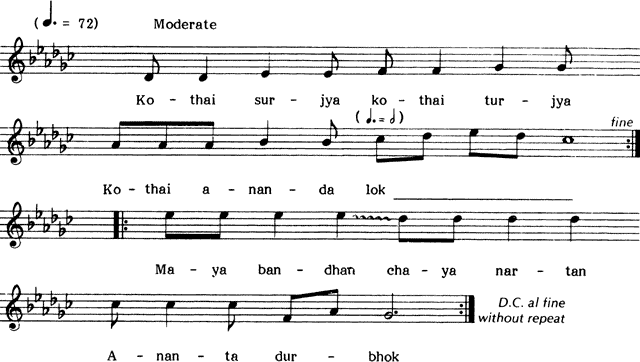 (♩. = 72) Moderate
Ko - thai sur - jya ko - thai tur - jya
(♩. = 𝅗𝅥) fine
Ko - thai a - nan - da lok
Ma - ya ban - dhan cha - ya nar - tan
D.C. al fine
without repeat
A - nan - ta dur - bhok